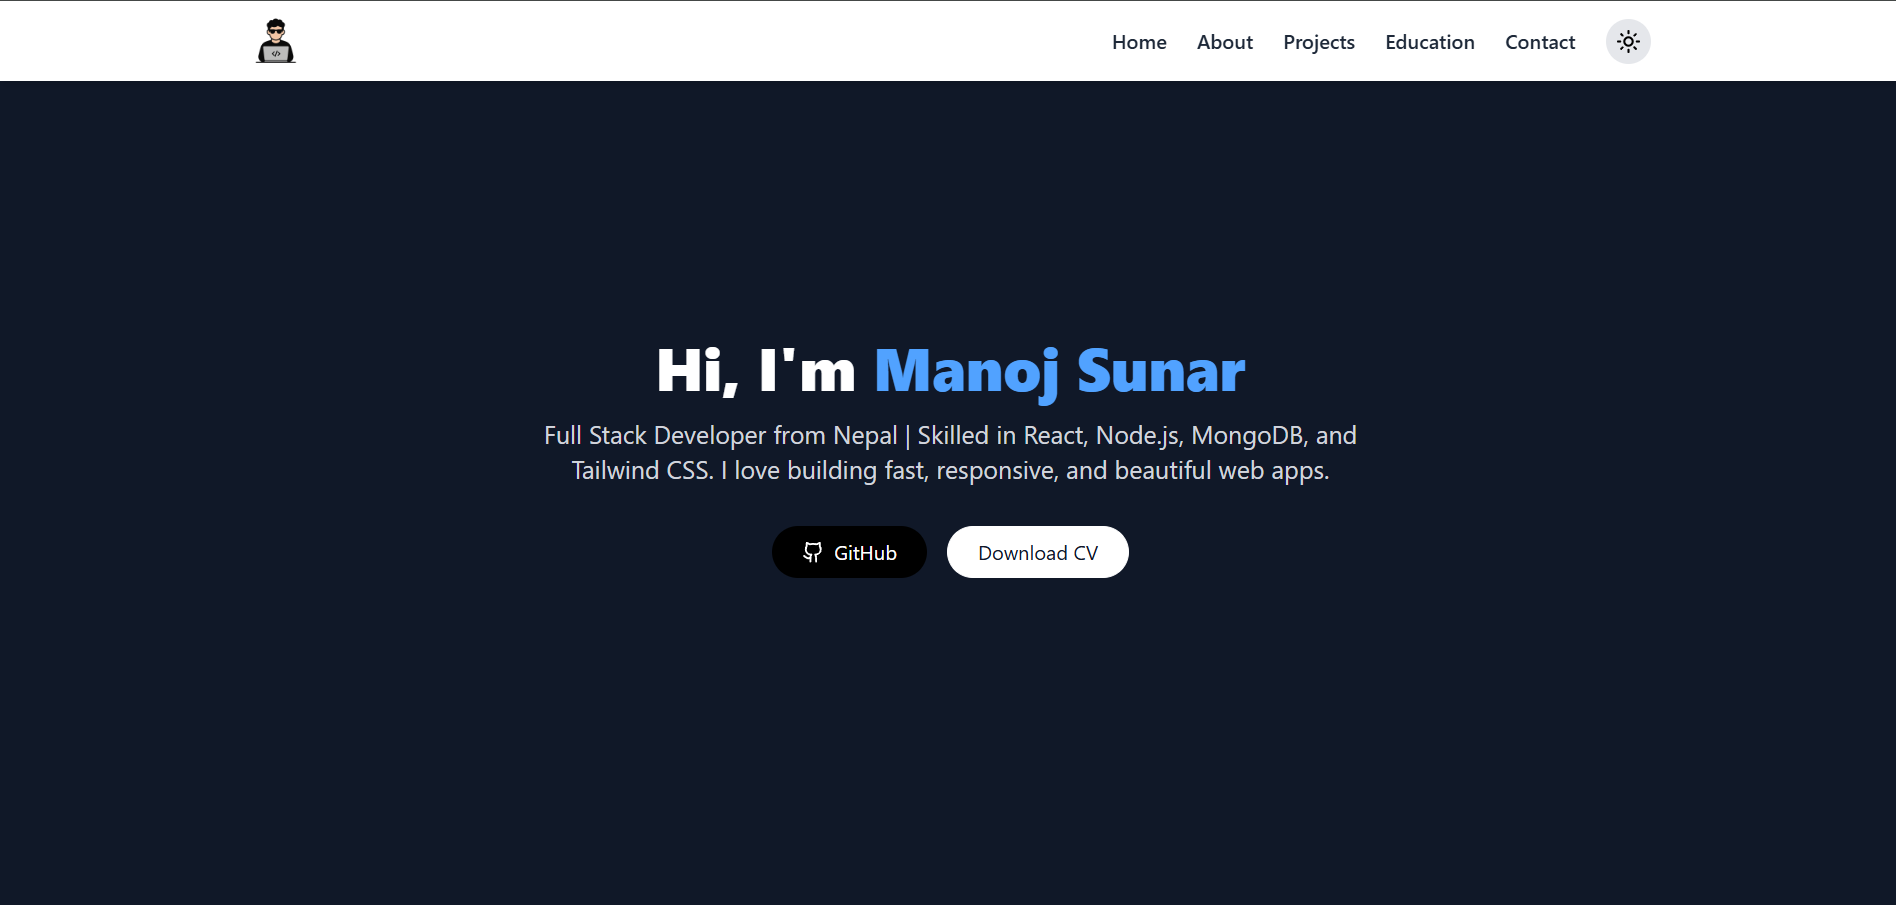 Home About Projects Education Contact
Hi, I'm Manoj Sunar
Full Stack Developer from Nepal | Skilled in React, Node.js, MongoDB, and
Tailwind CSS. I love building fast, responsive, and beautiful web apps.
GitHub Download CV